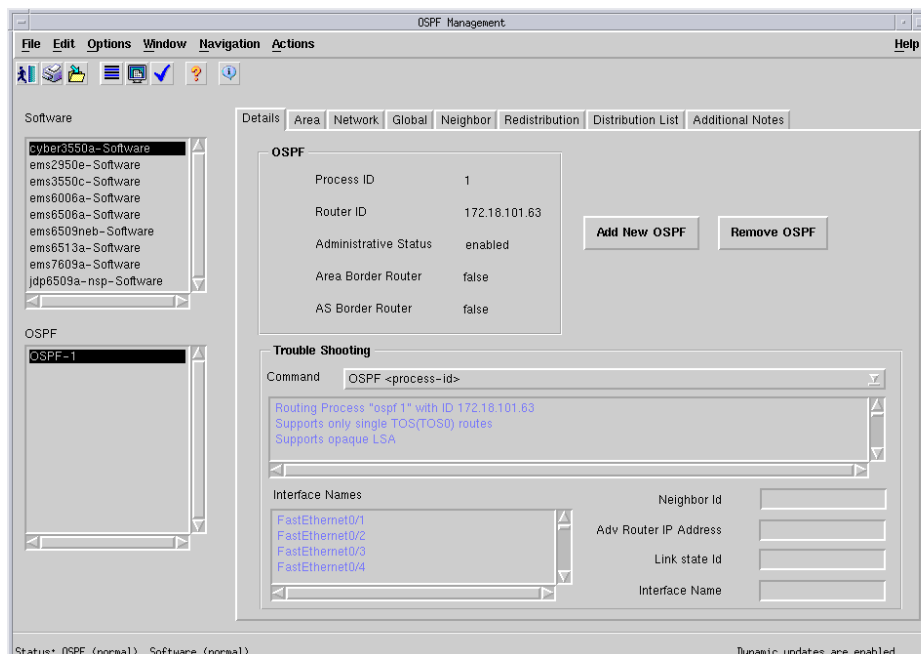 OSPF Management
File Edit Options Window Navigation Actions Help
Software
cyber3550a-Software
ems2950e-Software
ems3550c-Software
ems6006a-Software
ems6506a-Software
ems6509neb-Software
ems6513a-Software
ems7609a-Software
jdp6509a-nsp-Software
OSPF
OSPF-1
Details Area Network Global Neighbor Redistribution Distribution List Additional Notes
OSPF
Process ID 1
Router ID 172.18.101.63
Administrative Status enabled
Area Border Router false
AS Border Router false
Add New OSPF Remove OSPF
Trouble Shooting
Command OSPF <process-id>
Routing Process "ospf 1" with ID 172.18.101.63
Supports only single TOS(TOS0) routes
Supports opaque LSA
Interface Names
FastEthernet0/1
FastEthernet0/2
FastEthernet0/3
FastEthernet0/4
Neighbor Id
Adv Router IP Address
Link state Id
Interface Name
Status: OSPF (normal), Software (normal) Dynamic updates are enabled